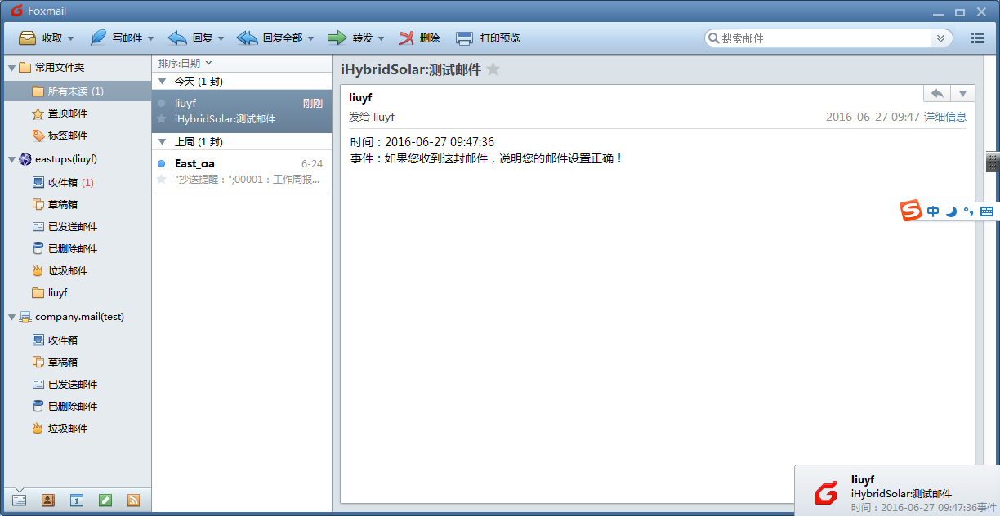 Foxmail
收取 写邮件 回复 回复全部 转发 删除 打印预览 搜索邮件
常用文件夹
所有未读 (1)
置顶邮件
标签邮件
eastups(liuyf)
收件箱 (1)
草稿箱
已发送邮件
已删除邮件
垃圾邮件
liuyf
company.mail(test)
收件箱
草稿箱
已发送邮件
已删除邮件
垃圾邮件
1
排序:日期
今天 (1 封)
liuyf 刚刚
iHybridSolar:测试邮件
上周 (1 封)
East_oa 6-24
"抄送提醒：";00001：工作周报...
iHybridSolar:测试邮件
liuyf
发给 liuyf 2016-06-27 09:47 详细信息
时间：2016-06-27 09:47:36
事件：如果您收到这封邮件，说明您的邮件设置正确！
S 中 °,
liuyf
iHybridSolar:测试邮件
时间：2016-06-27 09:47:36事件